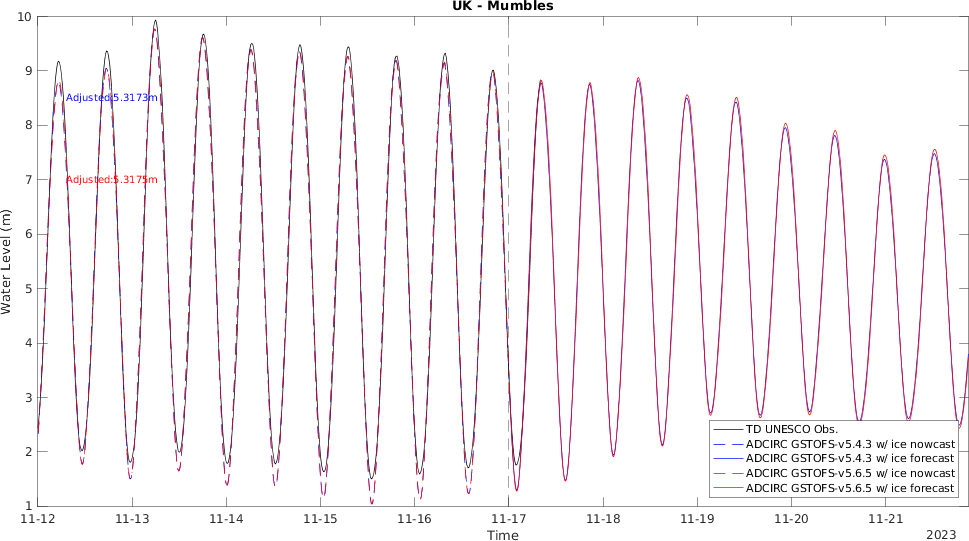 UK - Mumbles
10
9
8
7
6
5
4
3
2
1
Water Level (m)
Adjusted:5.3173m
Adjusted:5.3175m
TD UNESCO Obs.
ADCIRC GSTOFS-v5.4.3 w/ ice nowcast
ADCIRC GSTOFS-v5.4.3 w/ ice forecast
ADCIRC GSTOFS-v5.6.5 w/ ice nowcast
ADCIRC GSTOFS-v5.6.5 w/ ice forecast
11-12 11-13 11-14 11-15 11-16 11-17 11-18 11-19 11-20 11-21
Time
2023